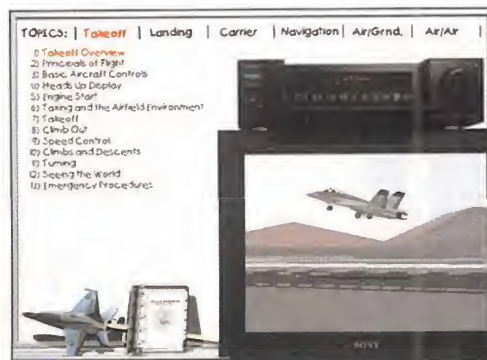 TOPICS: | Takeoff | Landing | Carrier | Navigation | Air/Grnd. | Air/Air |
1) Takeoff Overview
2) Principals of Flight
3) Basic Aircraft Controls
4) Heads Up Display
5) Engine Start
6) Taxing and the Airfield Environment
7) Takeoff
8) Climb Out
9) Speed Control
10) Climbs and Descents
11) Turning
12) Seeing the World
13) Emergency Procedures
SONY